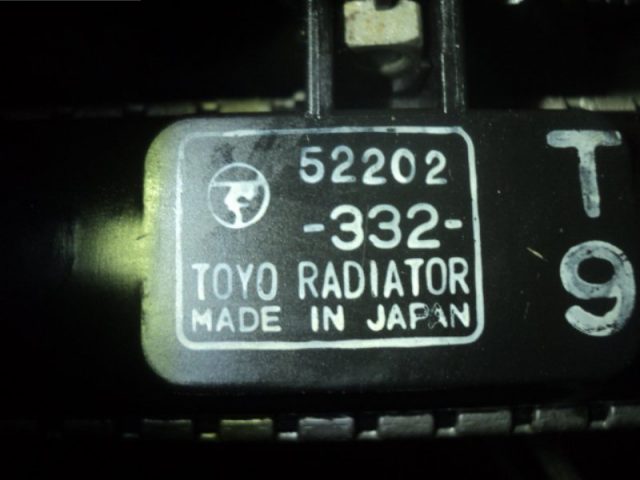 52202
-332-
TOYO RADIATOR
MADE IN JAPAN
T
9